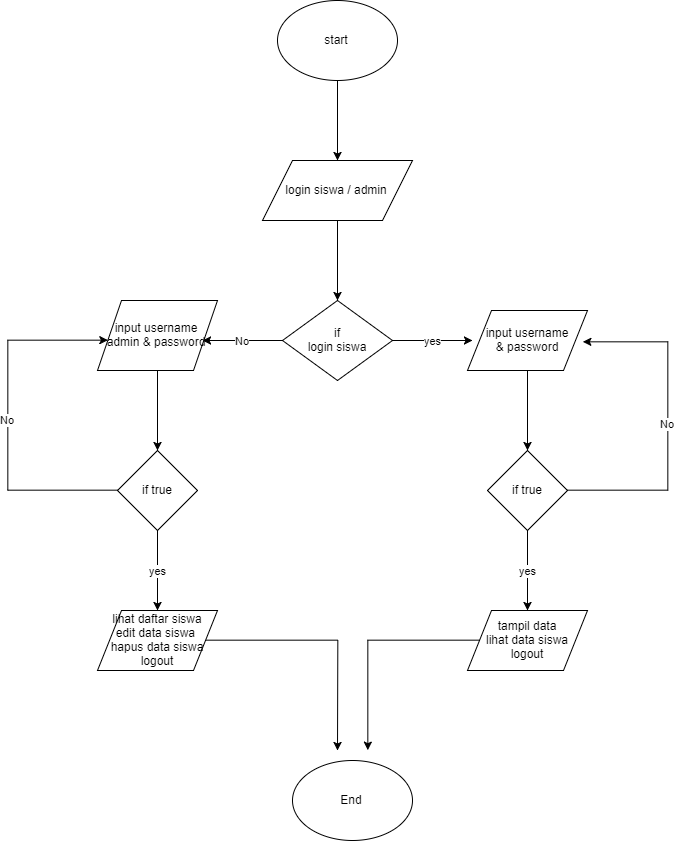 start
login siswa / admin
if
login siswa
No
yes
input username
admin & password
input username
& password
No
No
if true
if true
yes
yes
lihat daftar siswa
edit data siswa
hapus data siswa
logout
tampil data
lihat data siswa
logout
End